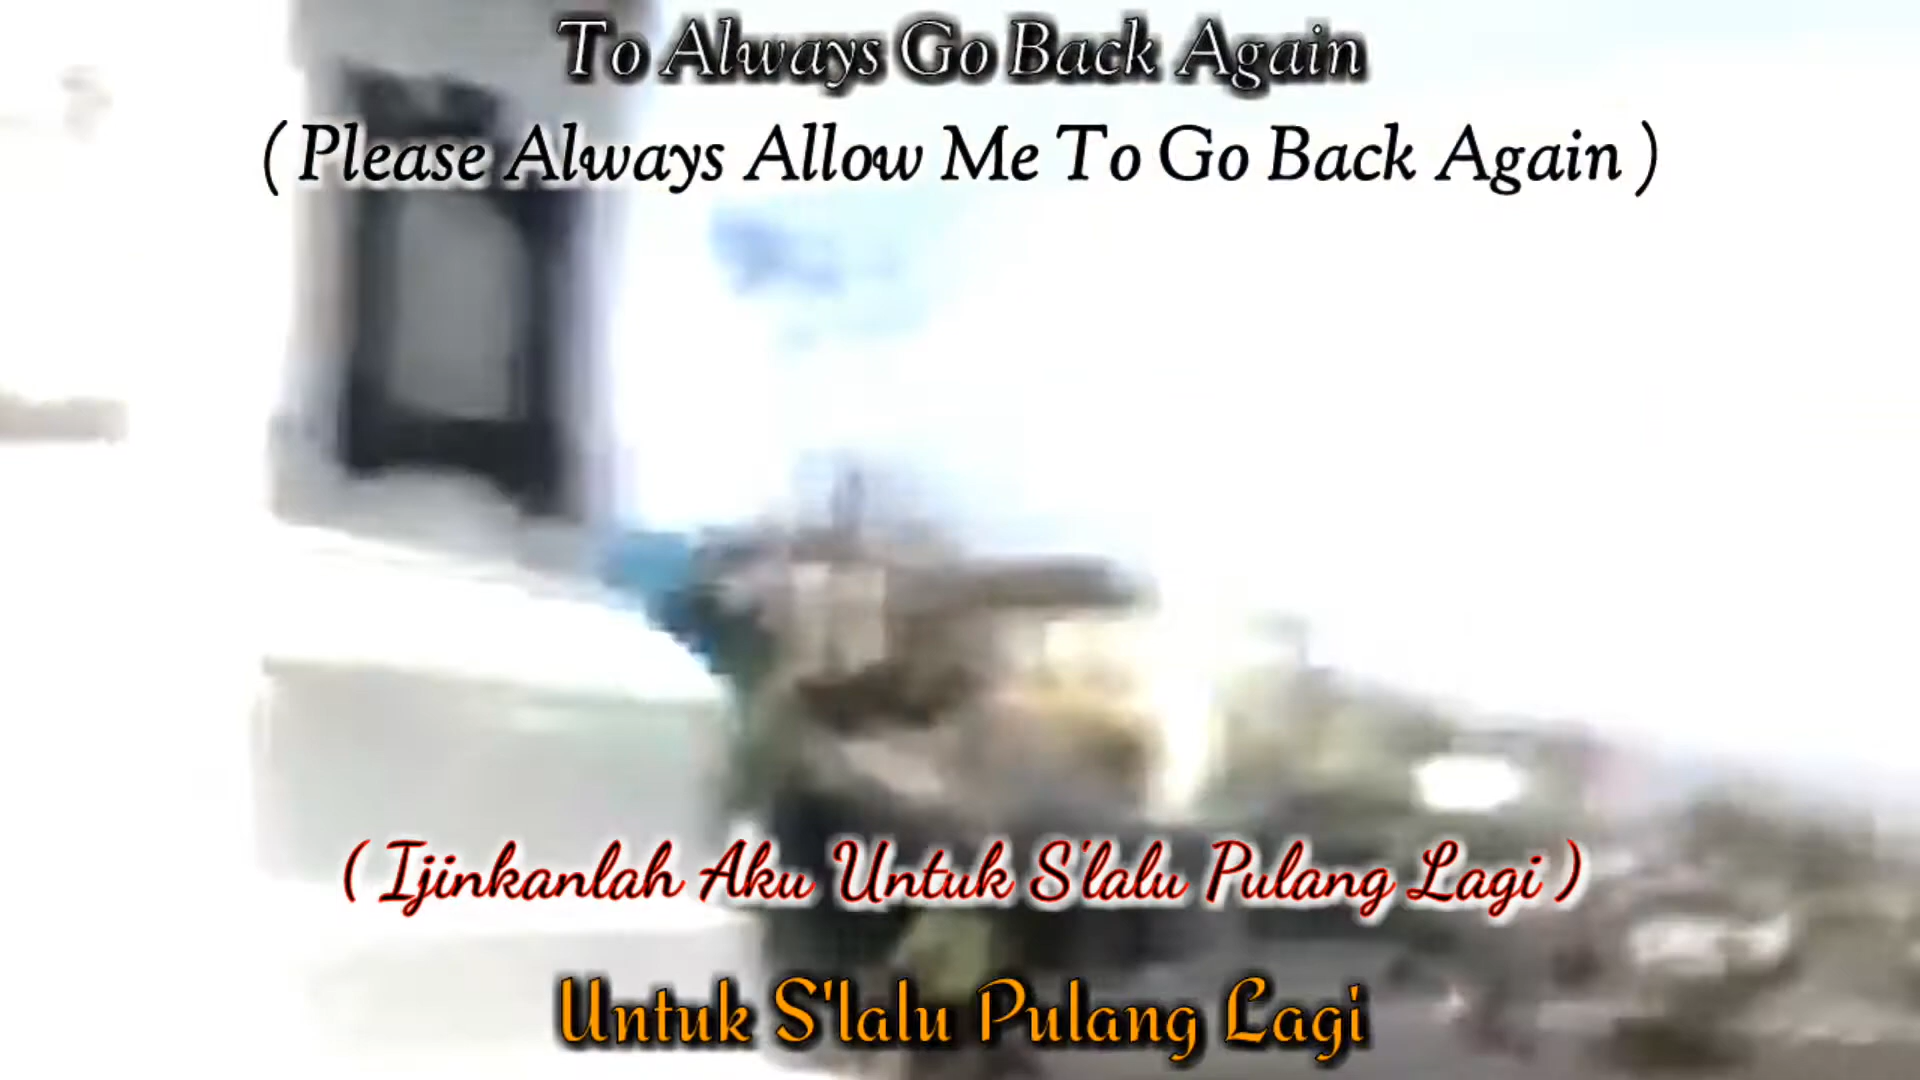 To Always Go Back Again
( Please Always Allow Me To Go Back Again )
( Ijinkanlah Aku Untuk S'lalu Pulang Lagi )
Untuk S'lalu Pulang Lagi